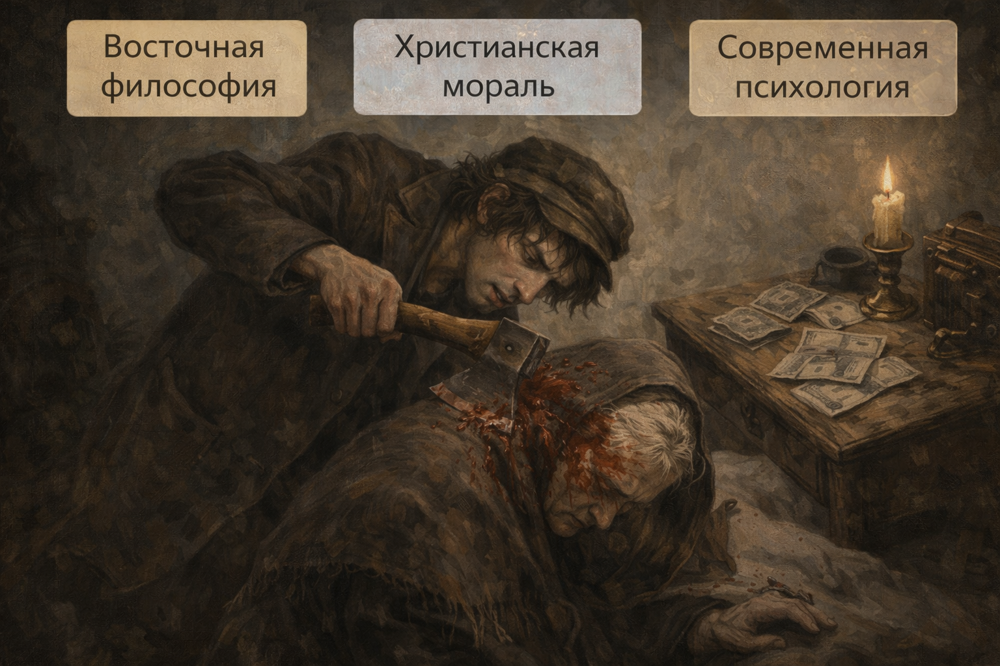 Восточная
философия
Христианская
мораль
Современная
психология